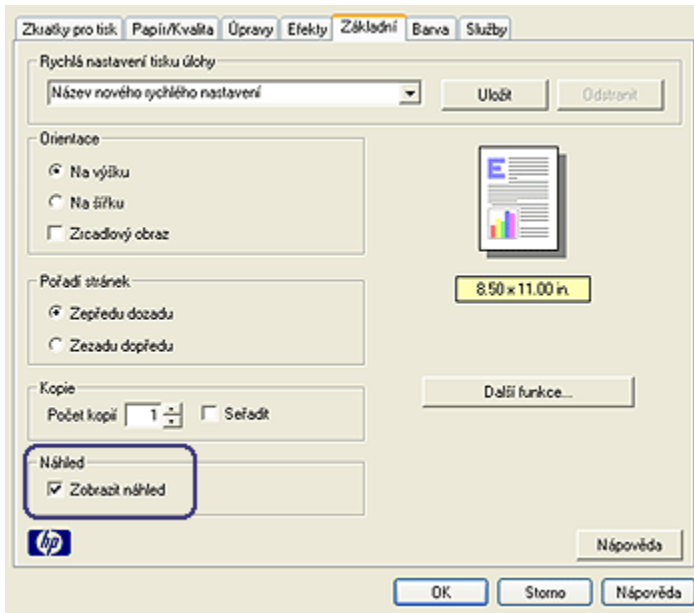 Zkratky pro tisk Papír/Kvalita Úpravy Efekty Základní Barva Služby
Rychlá nastavení tisku úlohy
Název nového rychlého nastavení Uložit Odstranit
Orientace
Na výšku
Na šířku
Zrcadlový obraz
E
8.50 x 11.00 in.
Pořadí stránek
Zepředu dozadu
Zezadu dopředu
Další funkce...
Kopie
Počet kopií 1 Seřadit
Náhled
Zobrazit náhled
hp
Nápověda
OK Storno Nápověda